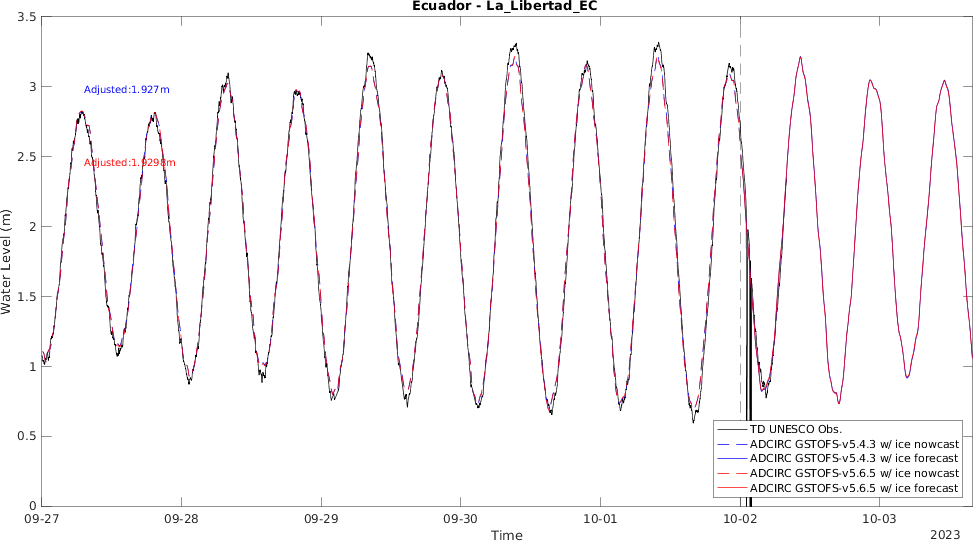 Ecuador - La_Libertad_EC
3.5
3
2.5
2
1.5
1
0.5
0
Water Level (m)
Adjusted:1.927m
Adjusted:1.9298m
TD UNESCO Obs.
ADCIRC GSTOFS-v5.4.3 w/ ice nowcast
ADCIRC GSTOFS-v5.4.3 w/ ice forecast
ADCIRC GSTOFS-v5.6.5 w/ ice nowcast
ADCIRC GSTOFS-v5.6.5 w/ ice forecast
09-27 09-28 09-29 09-30 10-01 10-02 10-03
Time
2023